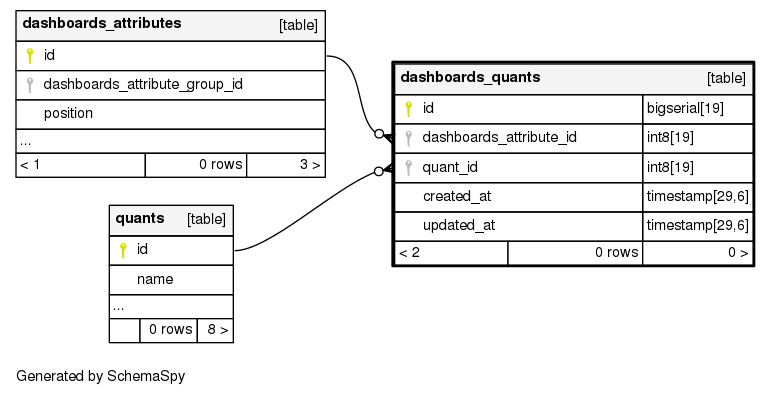 dashboards_attributes [table]
id
dashboards_attribute_group_id
position
...
< 1 0 rows 3 >
dashboards_quants [table]
id bigserial[19]
dashboards_attribute_id int8[19]
quant_id int8[19]
created_at timestamp[29,6]
updated_at timestamp[29,6]
< 2 0 rows 0 >
quants [table]
id
name
...
0 rows 8 >
Generated by SchemaSpy